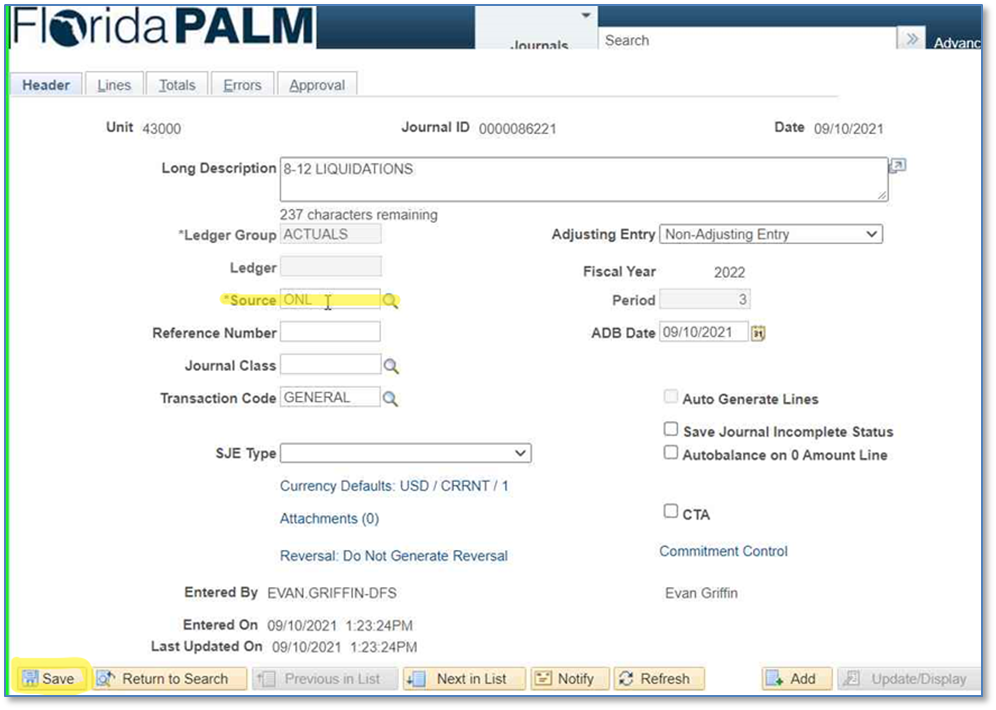 Florida PALM
Journals
Search
Advanc
Header Lines Totals Errors Approval
Unit 43000 Journal ID 0000086221 Date 09/10/2021
Long Description 8-12 LIQUIDATIONS
237 characters remaining
*Ledger Group ACTUALS Adjusting Entry Non-Adjusting Entry
Ledger Fiscal Year 2022
*Source ONL Period 3
Reference Number ADB Date 09/10/2021 31
Journal Class
Transaction Code GENERAL Auto Generate Lines
Save Journal Incomplete Status
SJE Type Autobalance on 0 Amount Line
Currency Defaults: USD / CRRNT / 1
Attachments (0) CTA
Reversal: Do Not Generate Reversal Commitment Control
Entered By EVAN.GRIFFIN-DFS Evan Griffin
Entered On 09/10/2021 1:23:24PM
Last Updated On 09/10/2021 1:23:24PM
Save Return to Search Previous in List Next in List Notify Refresh Add Update/Display